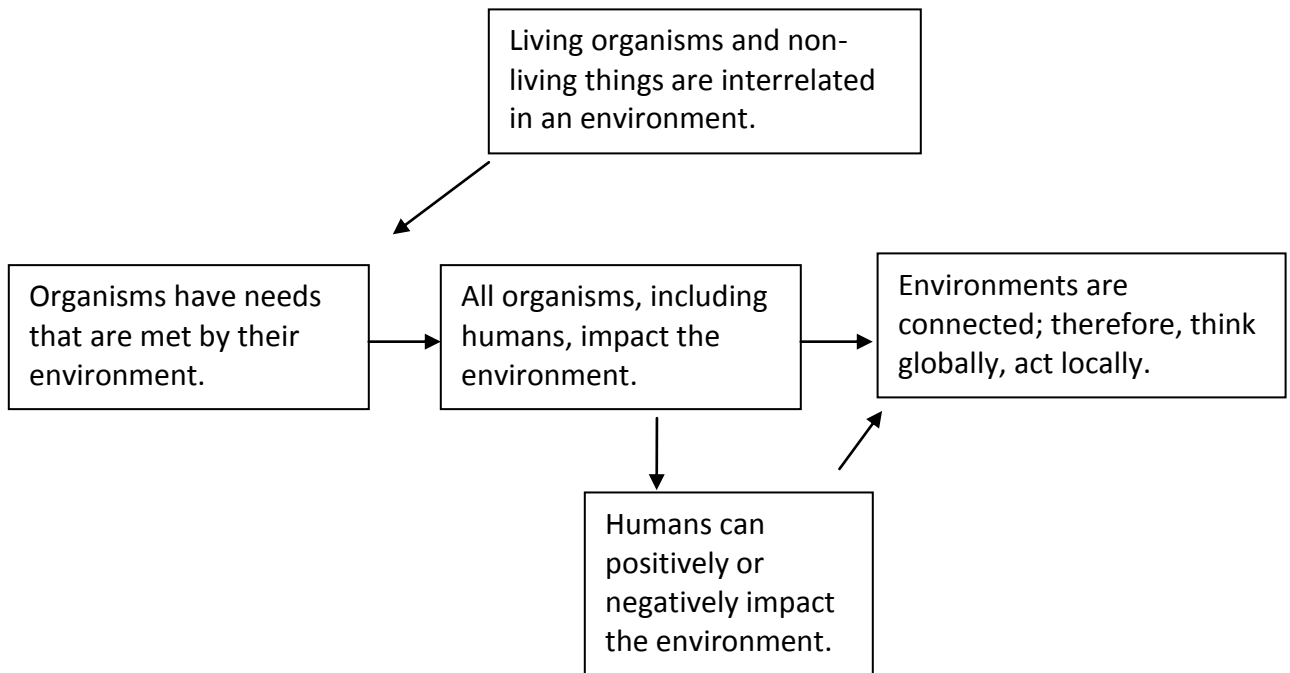 Living organisms and non-
living things are interrelated
in an environment.
Organisms have needs
that are met by their
environment.
All organisms, including
humans, impact the
environment.
Environments are
connected; therefore, think
globally, act locally.
Humans can
positively or
negatively impact
the environment.